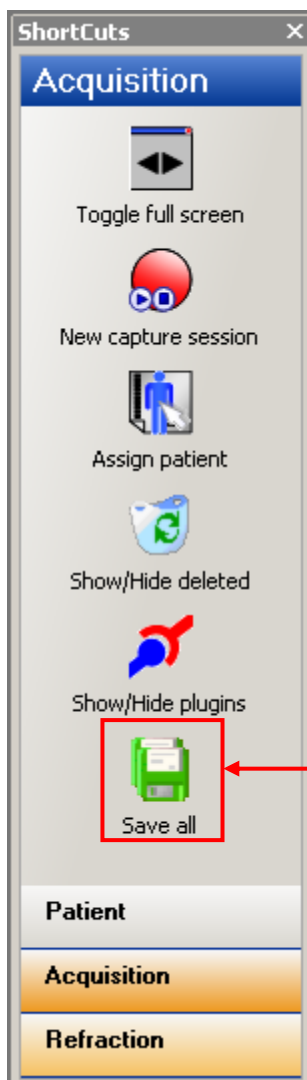 ShortCuts
Acquisition
Toggle full screen
New capture session
Assign patient
Show/Hide deleted
Show/Hide plugins
Save all
Patient
Acquisition
Refraction